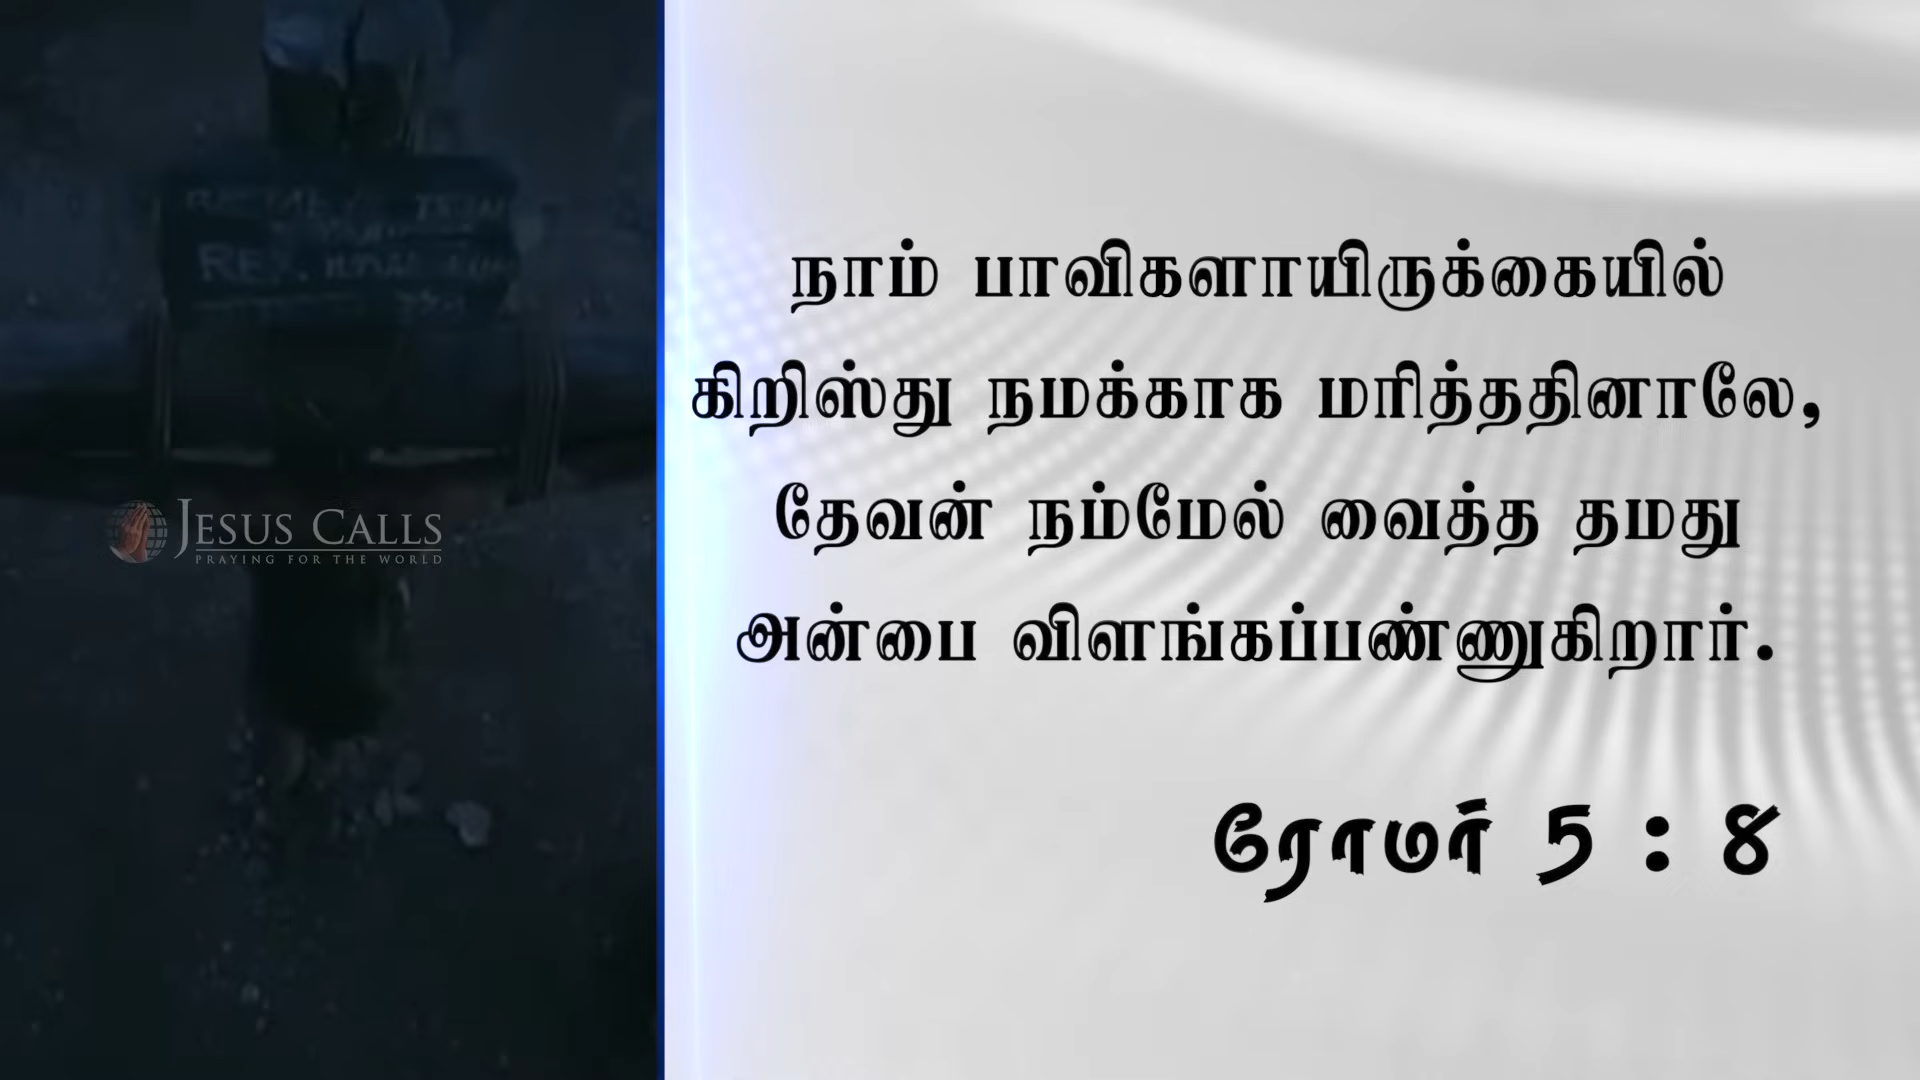 REX
JESUS CALLS
PRAYING FOR THE WORLD
நாம் பாவிகளாயிருக்கையில்
கிறிஸ்து நமக்காக மரித்ததினாலே,
தேவன் நம்மேல் வைத்த தமது
அன்பை விளங்கப்பண்ணுகிறார்.
ரோமர் 5 : 8